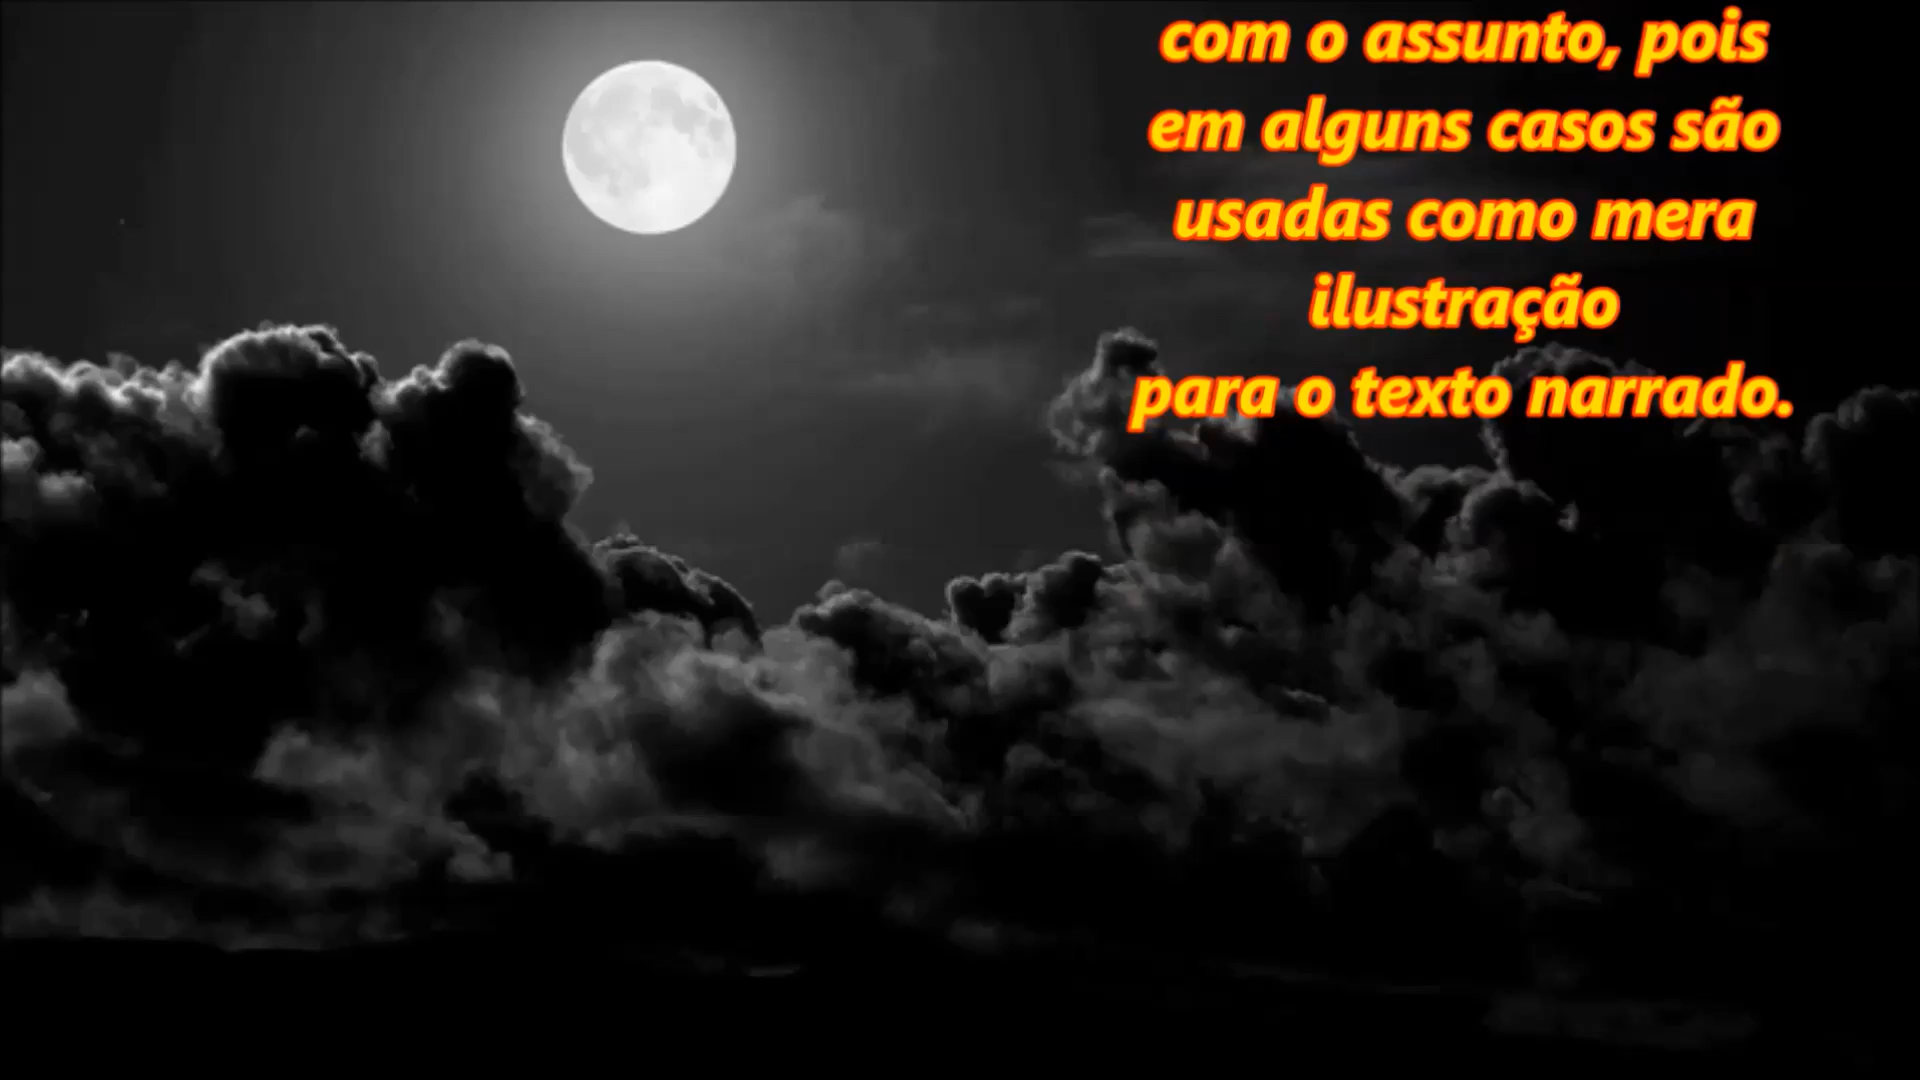 com o assunto, pois
em alguns casos são
usadas como mera
ilustração
para o texto narrado.